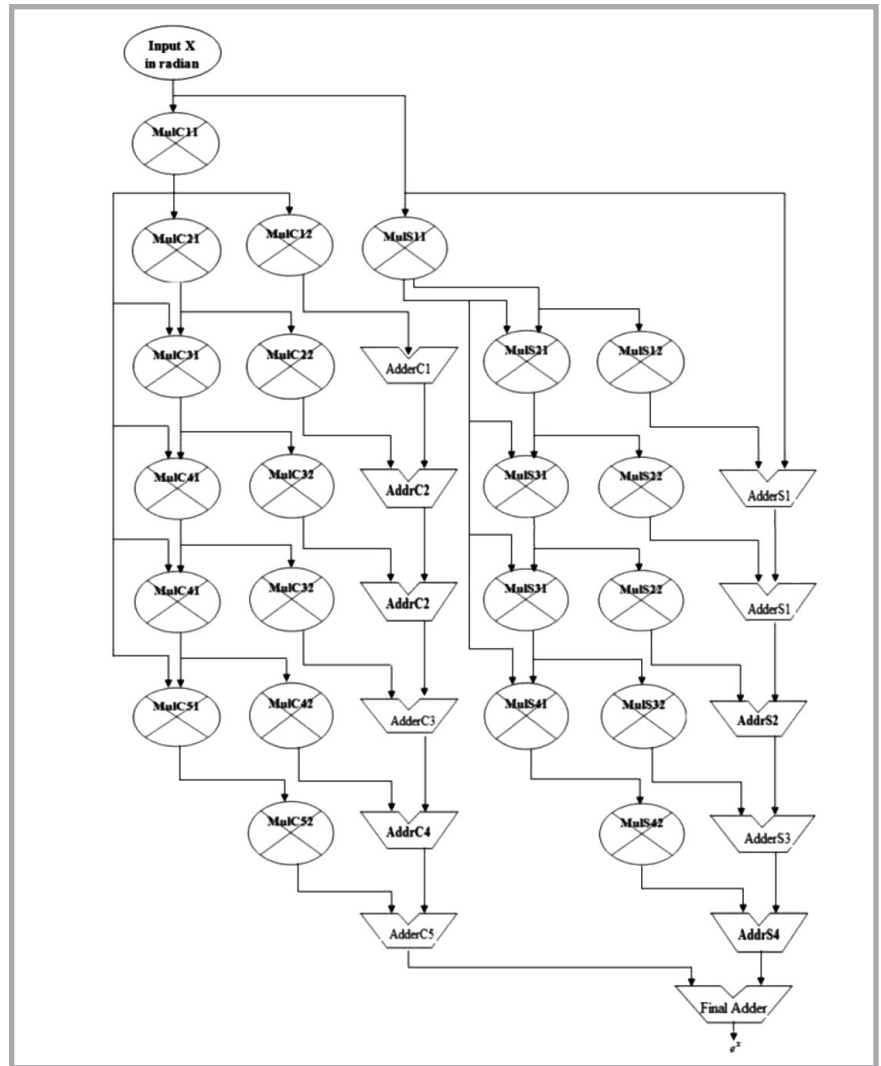 Input X
in radian
MulC11
MulC21
MulC12
MulS11
MulC31
MulC22
AdderC1
MulS21
MulS12
MulC41
MulC32
AddrC2
MulS31
MulS22
AdderS1
MulC41
MulC32
AddrC2
MulS31
MulS22
AdderS1
MulC51
MulC42
AdderC3
MulS41
MulS32
AddrS2
MulC52
AddrC4
MulS42
AdderS3
AdderC5
AddrS4
Final Adder
e^x